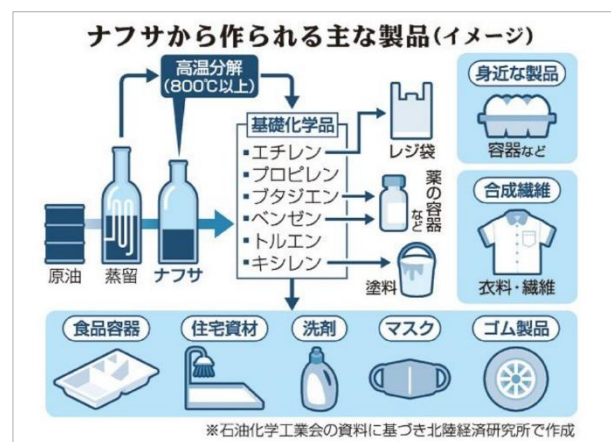 ナフサから作られる主な製品(イメージ)
高温分解
(800℃以上)
原油
蒸留
ナフサ
基礎化学品
▪エチレン
▪プロピレン
▪ブタジエン
▪ベンゼン
▪トルエン
▪キシレン
レジ袋
薬の容器
など
塗料
身近な製品
容器など
合成繊維
衣料・繊維
食品容器
住宅資材
洗剤
マスク
ゴム製品
※石油化学工業会の資料に基づき北陸経済研究所で作成